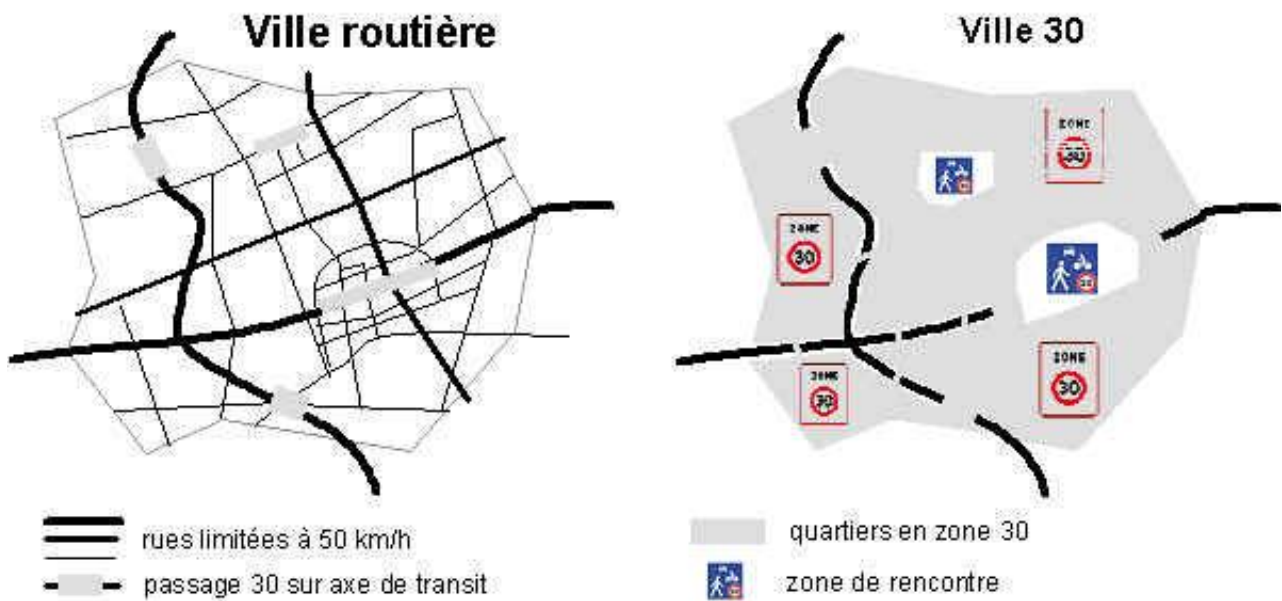 Ville routière
Ville 30
ZONE
ZONE
30
ZONE
30
ZONE
30
rues limitées à 50 km/h
passage 30 sur axe de transit
quartiers en zone 30
zone de rencontre